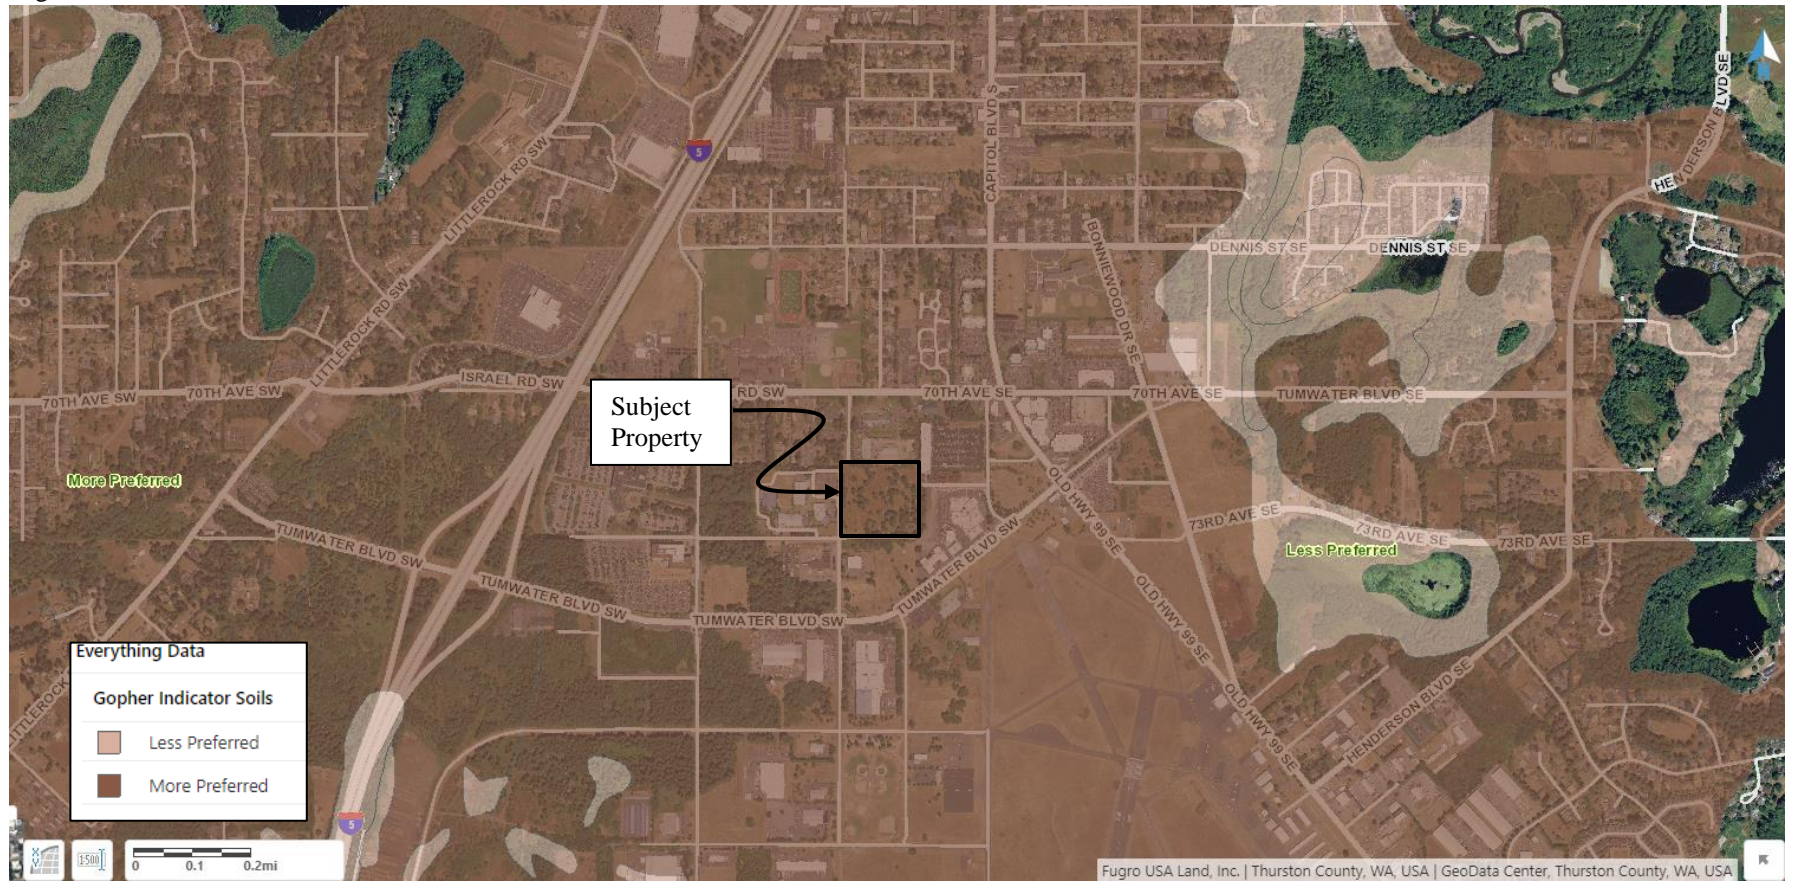 HENDERSON BLVD SE
LITTLEROCK RD SW
5
CAPITOL BLVD S
BONNIEWOOD DR SE
DENNIS ST SE
DENNIS ST SE
LITTLEROCK RD SW
70TH AVE SW
70TH AVE SW
ISRAEL RD SW
RD SW
70TH AVE SE
70TH AVE SE
TUMWATER BLVD SE
Subject
Property
More Preferred
OLD HWY 99 SE
73RD AVE SE
73RD AVE SE
73RD AVE SE
Less Preferred
TUMWATER BLVD SW
TUMWATER BLVD SW
TUMWATER BLVD SW
TUMWATER BLVD SW
OLD HWY 99 SE
OLD HWY 99 SE
HENDERSON BLVD SE
Everything Data
Gopher Indicator Soils
Less Preferred
More Preferred
5
1:500
0 0.1 0.2mi
Fugro USA Land, Inc. | Thurston County, WA, USA | GeoData Center, Thurston County, WA, USA